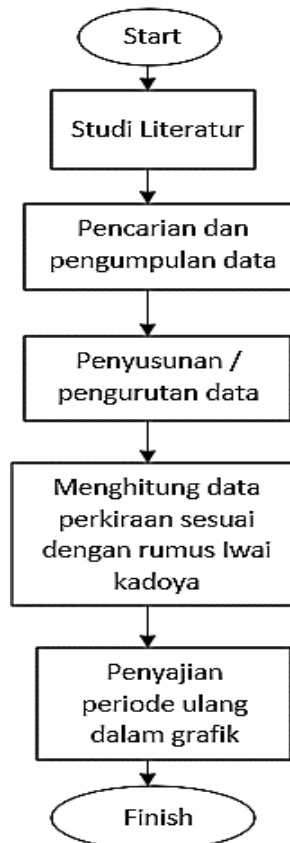 Start
Studi Literatur
Pencarian dan
pengumpulan data
Penyusunan /
pengurutan data
Menghitung data
perkiraan sesuai
dengan rumus Iwai
kadoya
Penyajian
periode ulang
dalam grafik
Finish